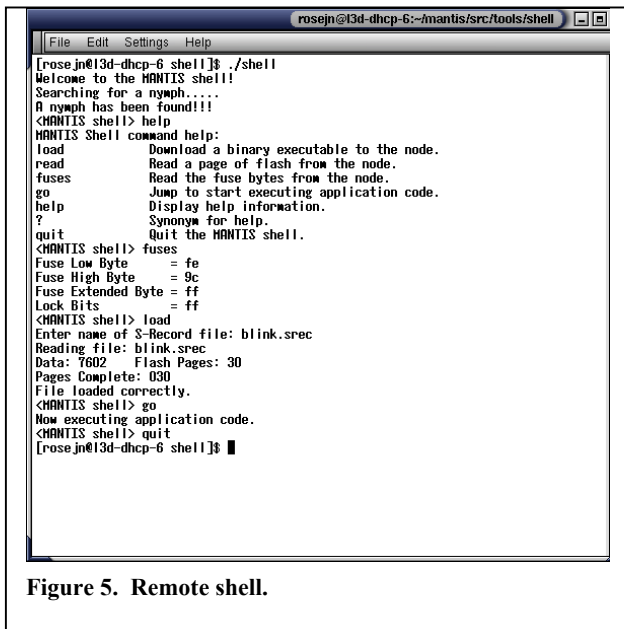 rosejn@l3d-dhcp-6:~/mantis/src/tools/shell
File Edit Settings Help
[rosejn@l3d-dhcp-6 shell]$ ./shell
Welcome to the MANTIS shell!
Searching for a nymph.....
A nymph has been found!!!
<MANTIS shell> help
MANTIS Shell command help:
load Download a binary executable to the node.
read Read a page of flash from the node.
fuses Read the fuse bytes from the node.
go Jump to start executing application code.
help Display help information.
? Synonym for help.
quit Quit the MANTIS shell.
<MANTIS shell> fuses
Fuse Low Byte = fe
Fuse High Byte = 9c
Fuse Extended Byte = ff
Lock Bits = ff
<MANTIS shell> load
Enter name of S-Record file: blink.srec
Reading file: blink.srec
Data: 7602 Flash Pages: 30
Pages Complete: 030
File loaded correctly.
<MANTIS shell> go
Now executing application code.
<MANTIS shell> quit
[rosejn@l3d-dhcp-6 shell]$
Figure 5. Remote shell.